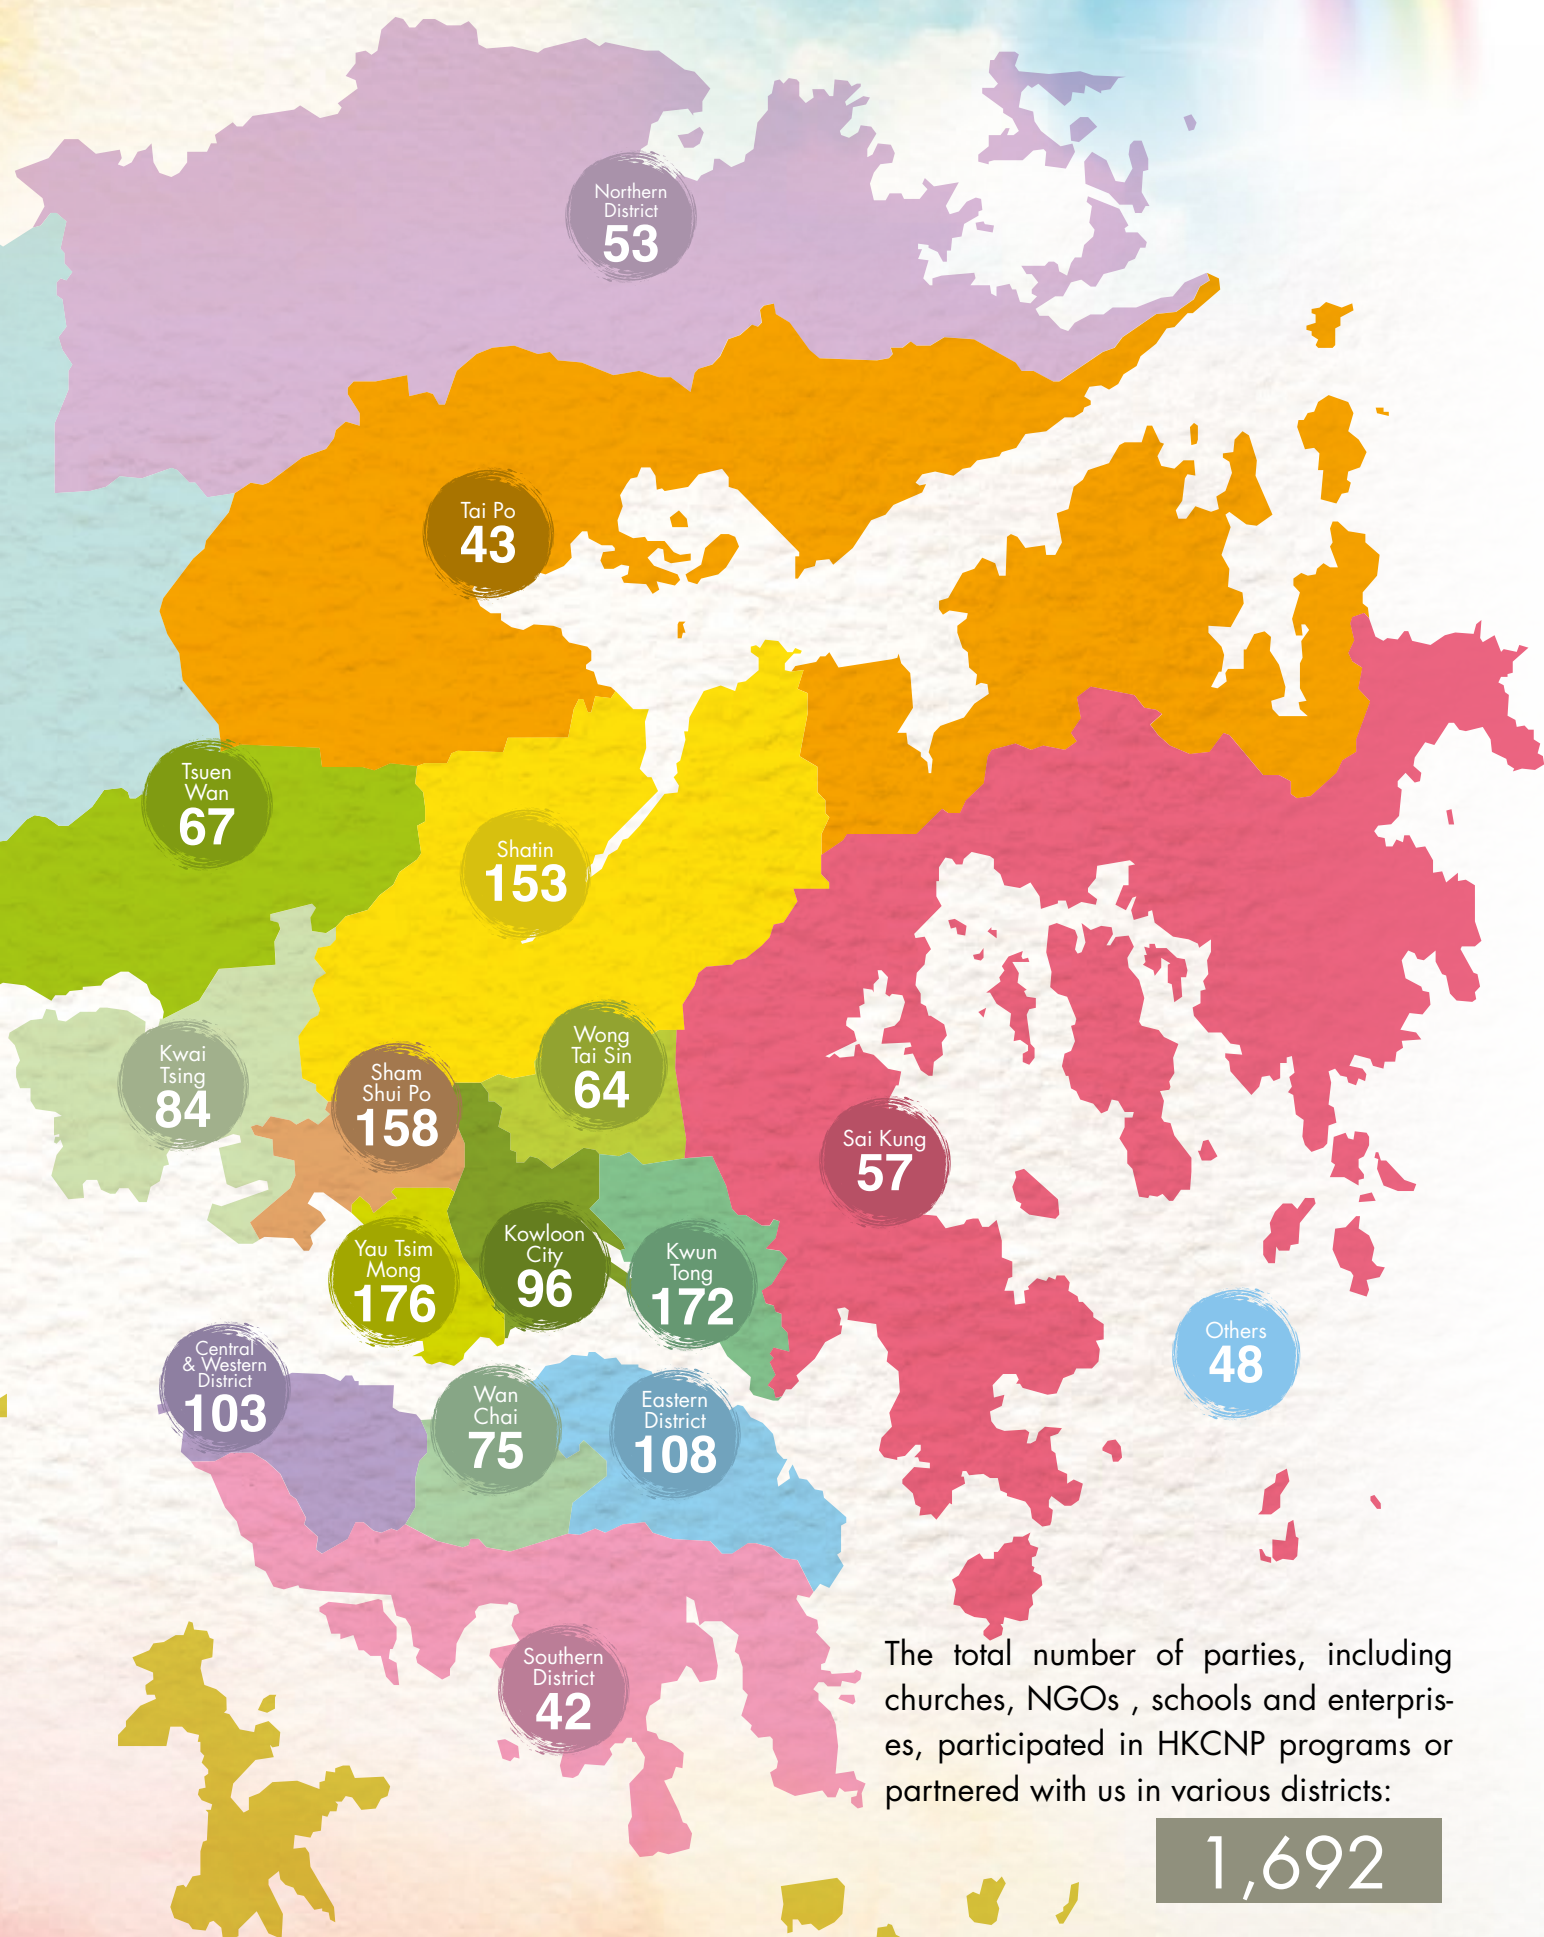 Northern
District
53
Tai Po
43
Tsuen
Wan
67
Shatin
153
Wong
Tai Sin
64
Kwai
Tsing
84
Sham
Shui Po
158
Sai Kung
57
Yau Tsim
Mong
176
Kowloon
City
96
Kwun
Tong
172
Others
48
Central
& Western
District
103
Wan
Chai
75
Eastern
District
108
Southern
District
42
The total number of parties, including
churches, NGOs , schools and enterpris-
es, participated in HKCNP programs or
partnered with us in various districts:
1,692